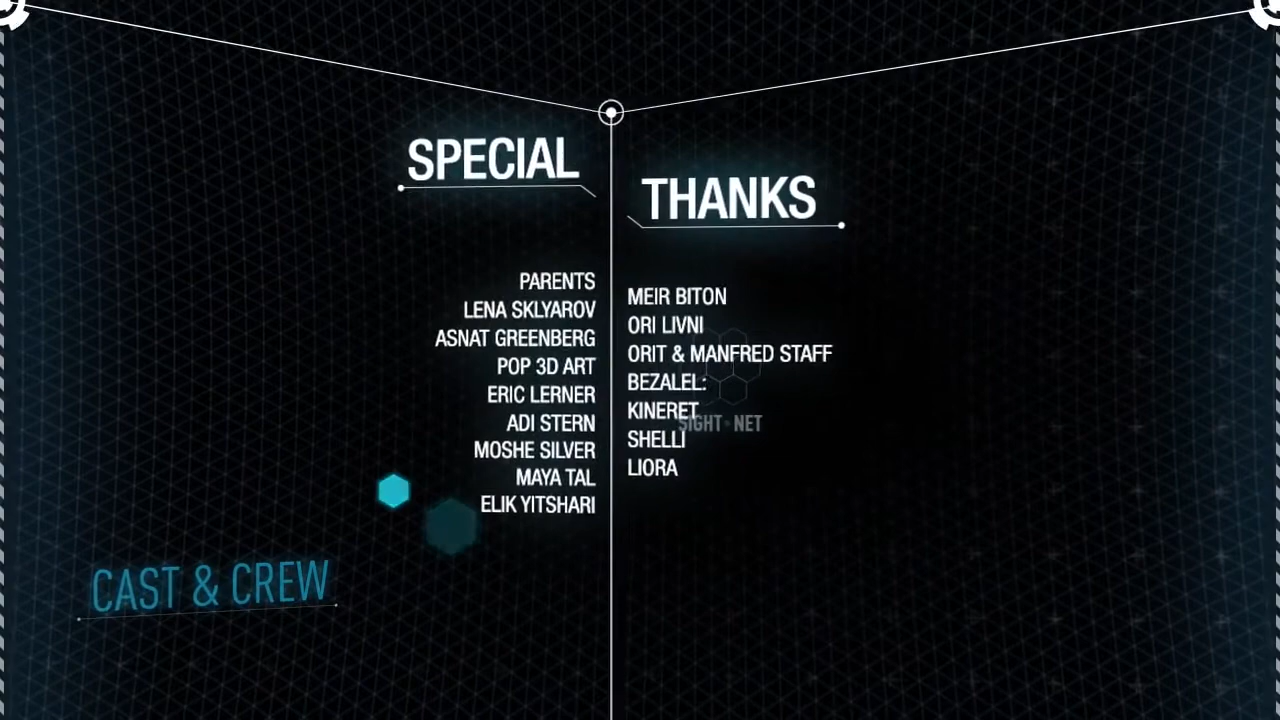 SPECIAL
THANKS
PARENTS
LENA SKLYAROV
ASNAT GREENBERG
POP 3D ART
ERIC LERNER
ADI STERN
MOSHE SILVER
MAYA TAL
ELIK YITSHARI
MEIR BITON
ORI LIVNI
ORIT & MANFRED STAFF
BEZALEL:
KINERET
SHELLI
LIORA
SIGHT NET
CAST & CREW